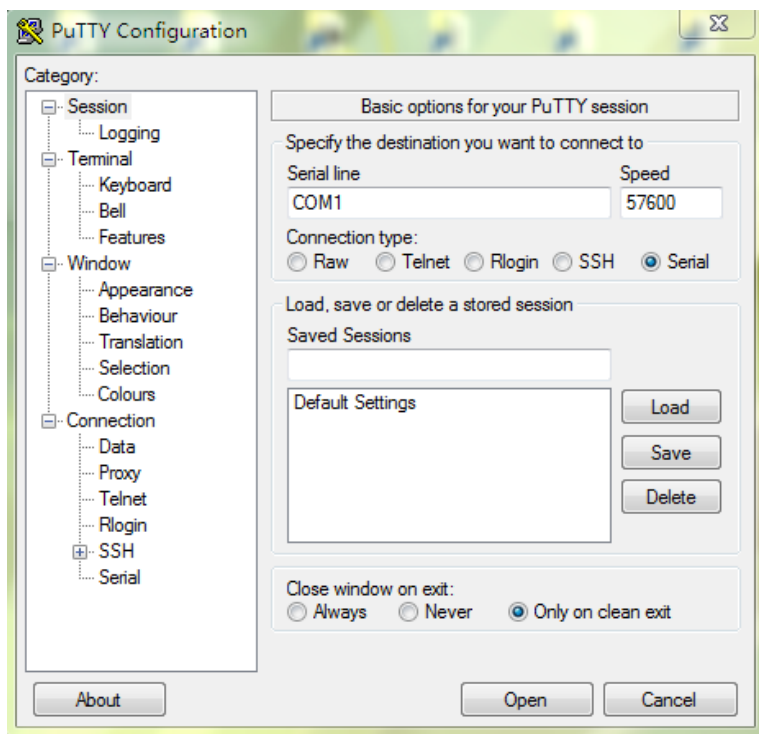 PuTTY Configuration
Category:
Session
Logging
Terminal
Keyboard
Bell
Features
Window
Appearance
Behaviour
Translation
Selection
Colours
Connection
Data
Proxy
Telnet
Rlogin
SSH
Serial
Basic options for your PuTTY session
Specify the destination you want to connect to
Serial line Speed
COM1 57600
Connection type:
Raw Telnet Rlogin SSH Serial
Load, save or delete a stored session
Saved Sessions
Default Settings
Load
Save
Delete
Close window on exit:
Always Never Only on clean exit
About Open Cancel